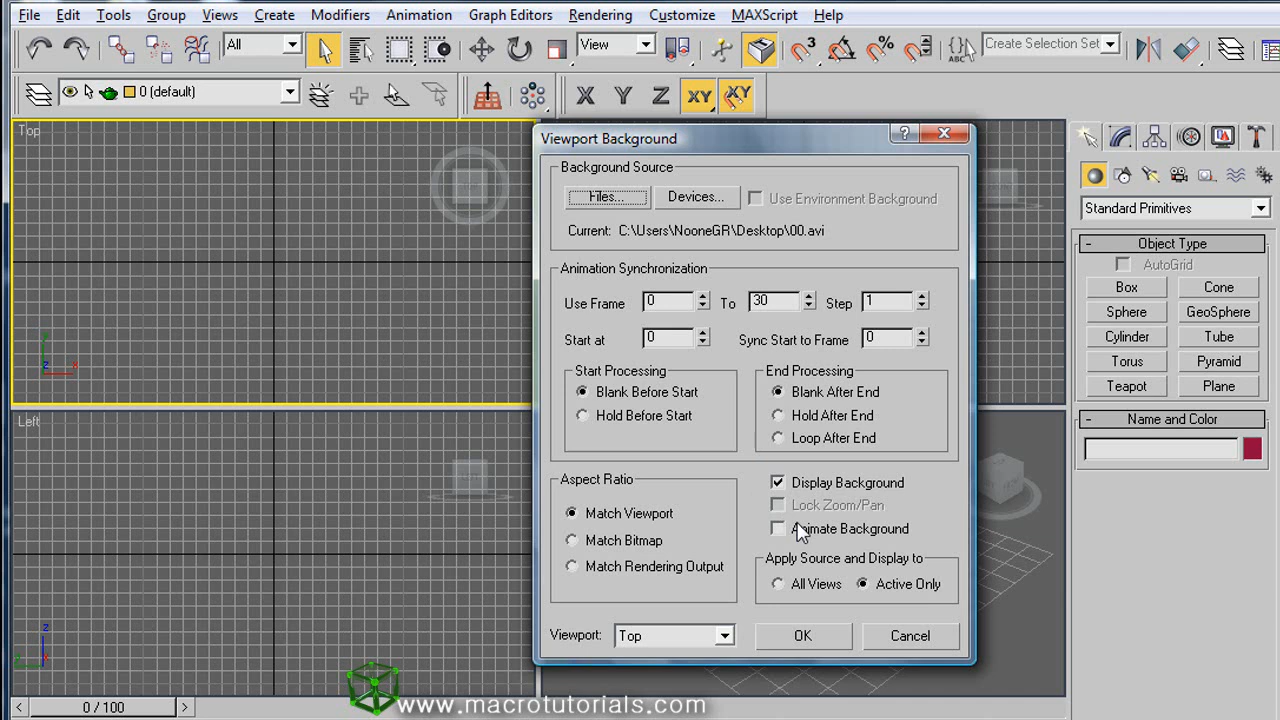 File Edit Tools Group Views Create Modifiers Animation Graph Editors Rendering Customize MAXScript Help
All
View
3
%
ABC
Create Selection Set
0 (default)
X Y Z XY XY
Top
Left
Viewport Background
?
Background Source
Files...
Devices...
Use Environment Background
Current: C:\Users\NooneGR\Desktop\00.avi
Animation Synchronization
Use Frame 0 To 30 Step 1
Start at 0 Sync Start to Frame 0
Start Processing
Blank Before Start
Hold Before Start
End Processing
Blank After End
Hold After End
Loop After End
Aspect Ratio
Match Viewport
Match Bitmap
Match Rendering Output
Display Background
Lock Zoom/Pan
Animate Background
Apply Source and Display to
All Views Active Only
Viewport: Top
OK
Cancel
Standard Primitives
- Object Type
AutoGrid
Box Cone
Sphere GeoSphere
Cylinder Tube
Torus Pyramid
Teapot Plane
- Name and Color
y
z x
z
y x
< 0 / 100 >
www.macrotutorials.com